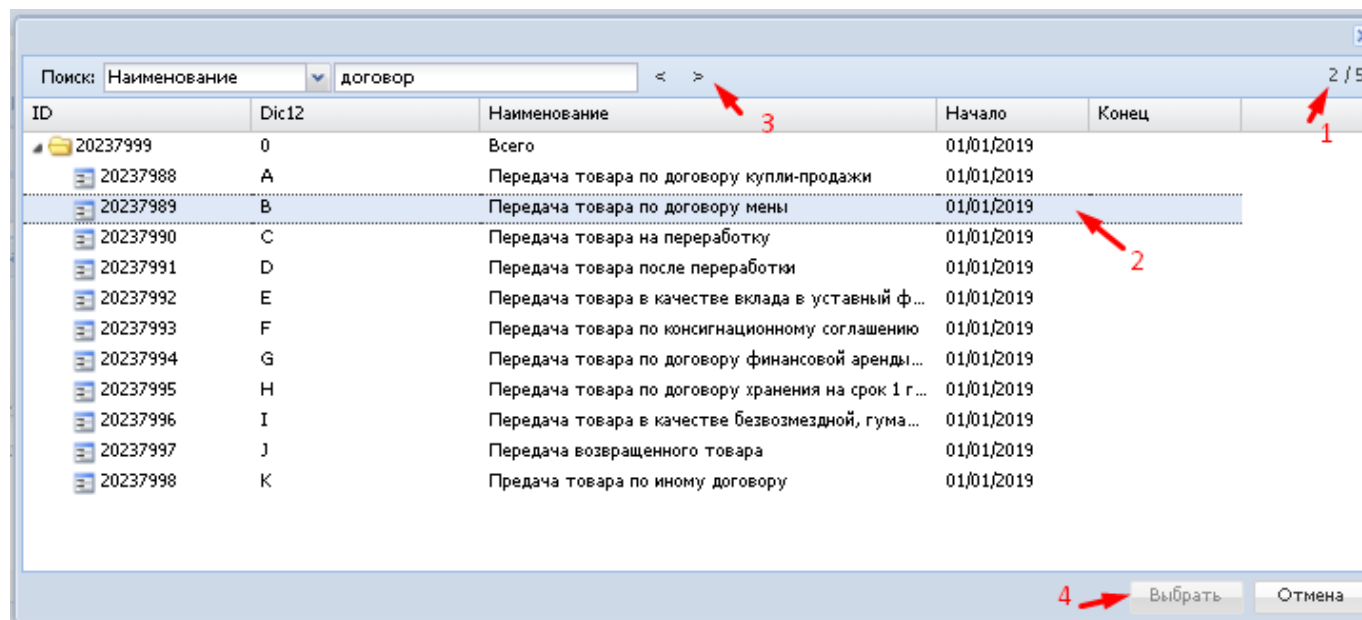 Поиск: Наименование договор < > 2 / 5
3
1
ID Dic12 Наименование Начало Конец
20237999 0 Всего 01/01/2019
20237988 A Передача товара по договору купли-продажи 01/01/2019
20237989 B Передача товара по договору мены 01/01/2019
2
20237990 C Передача товара на переработку 01/01/2019
20237991 D Передача товара после переработки 01/01/2019
20237992 E Передача товара в качестве вклада в уставный ф... 01/01/2019
20237993 F Передача товара по консигнационному соглашению 01/01/2019
20237994 G Передача товара по договору финансовой аренды... 01/01/2019
20237995 H Передача товара по договору хранения на срок 1 г... 01/01/2019
20237996 I Передача товара в качестве безвозмездной, гума... 01/01/2019
20237997 J Передача возвращенного товара 01/01/2019
20237998 K Предача товара по иному договору 01/01/2019
4 Выбрать Отмена